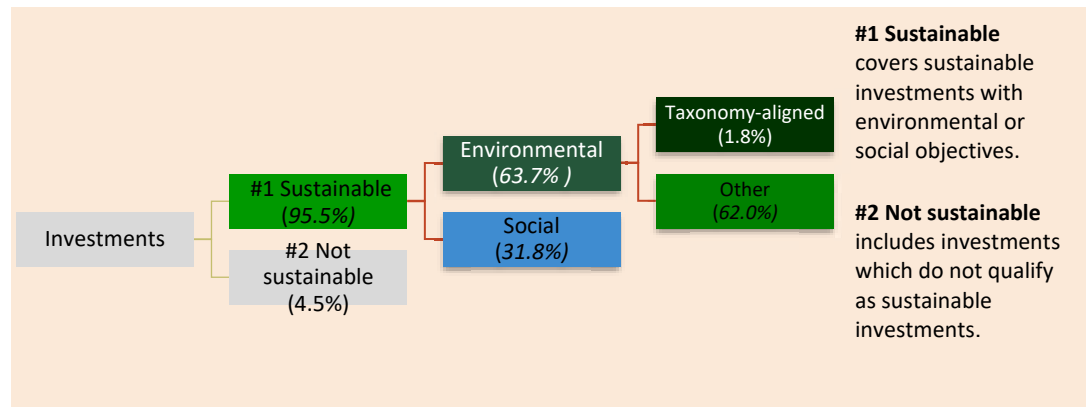 Investments
#1 Sustainable
(95.5%)
#2 Not
sustainable
(4.5%)
Environmental
(63.7% )
Social
(31.8%)
Taxonomy-aligned
(1.8%)
Other
(62.0%)
#1 Sustainable
covers sustainable
investments with
environmental or
social objectives.
#2 Not sustainable
includes investments
which do not qualify
as sustainable
investments.